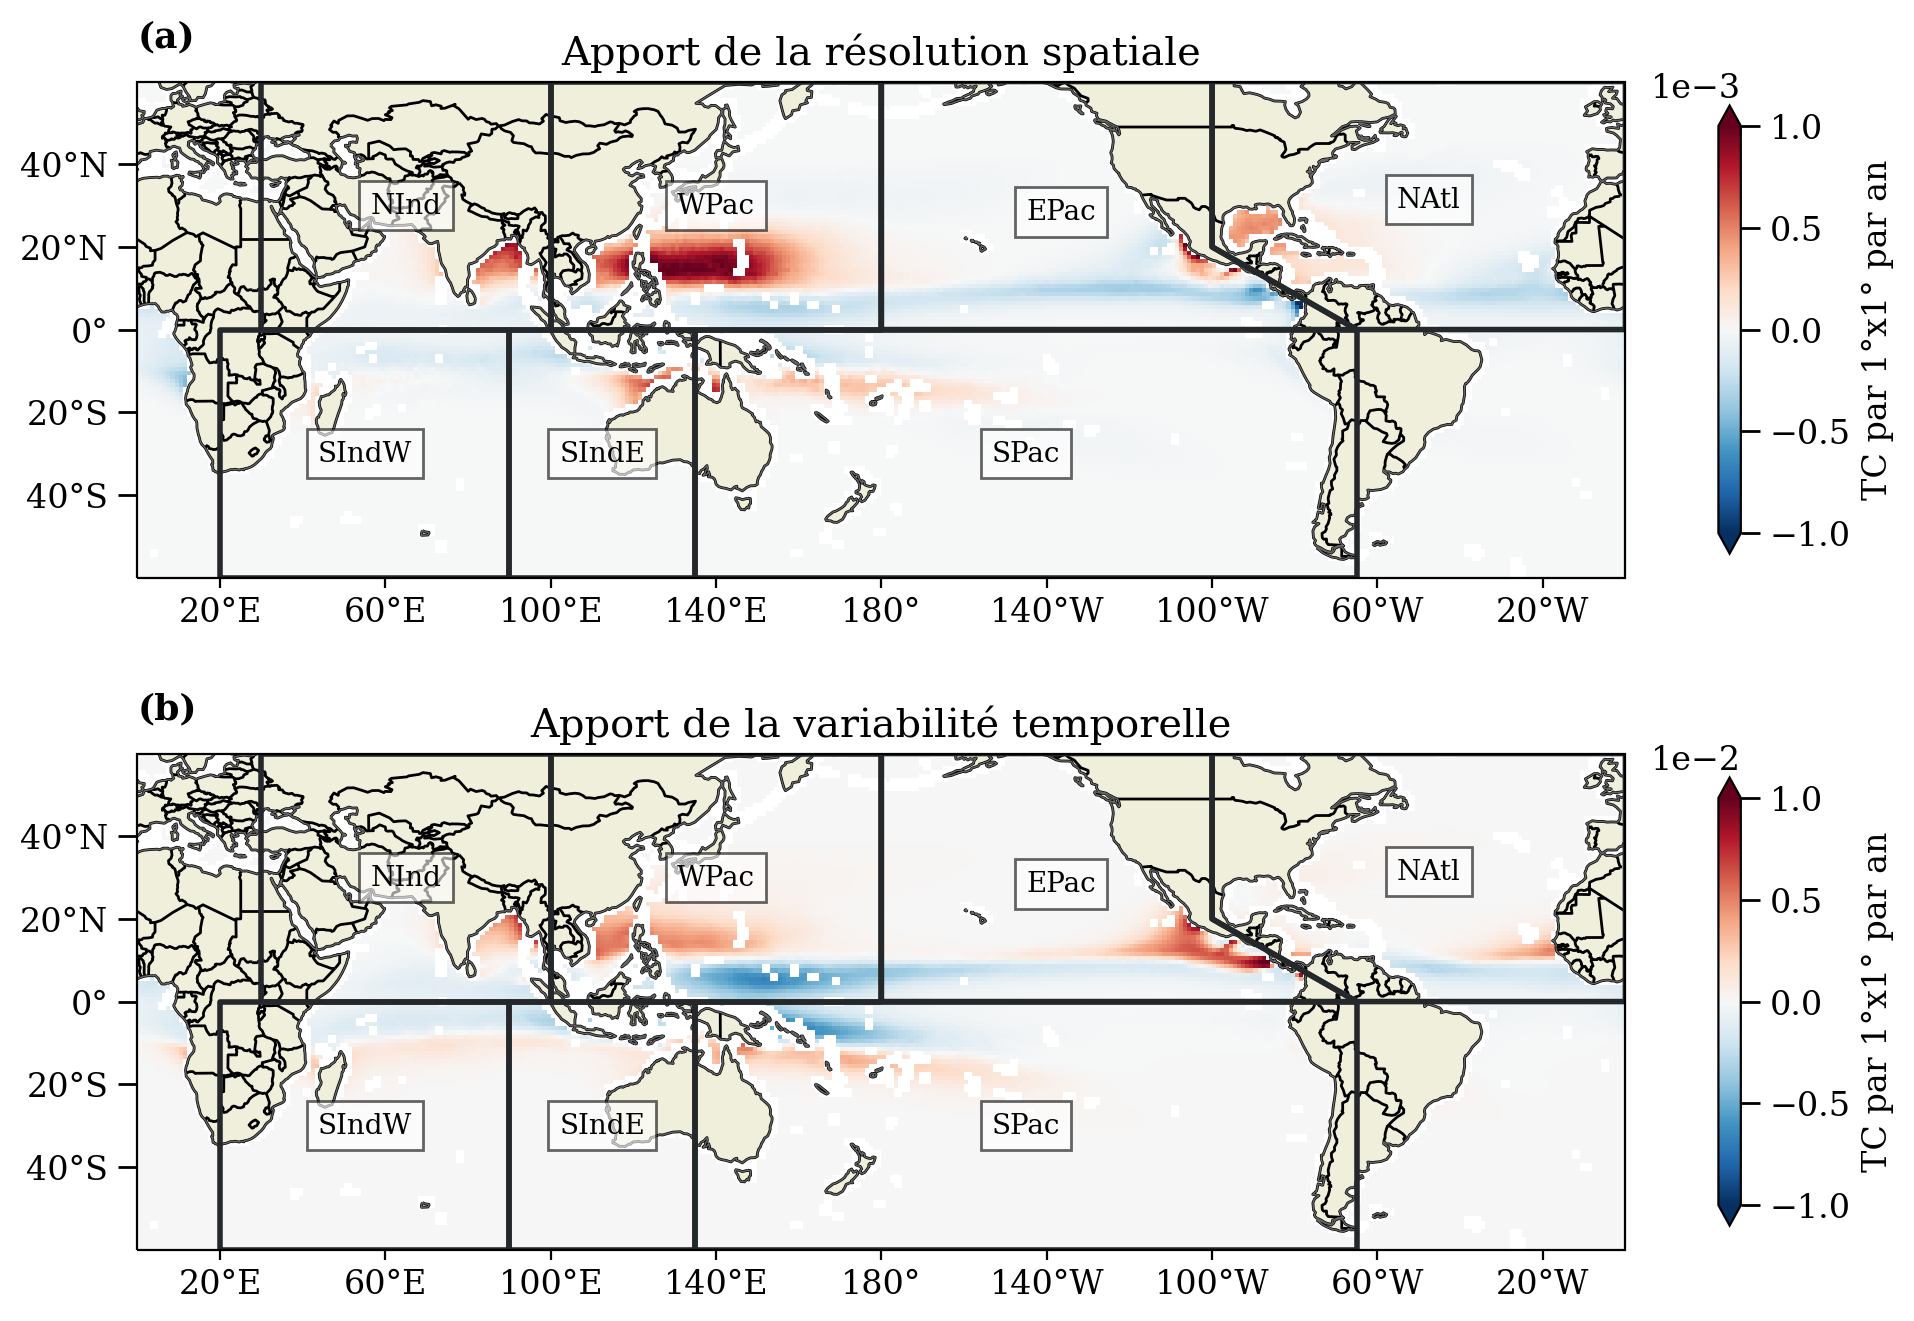 (a)
Apport de la résolution spatiale
1e−3
40°N
20°N
0°
20°S
40°S
NInd
WPac
EPac
NAtl
SIndW
SIndE
SPac
20°E 60°E 100°E 140°E 180° 140°W 100°W 60°W 20°W
1.0
0.5
0.0
−0.5
−1.0
TC par 1°x1° par an
(b)
Apport de la variabilité temporelle
1e−2
40°N
20°N
0°
20°S
40°S
NInd
WPac
EPac
NAtl
SIndW
SIndE
SPac
20°E 60°E 100°E 140°E 180° 140°W 100°W 60°W 20°W
1.0
0.5
0.0
−0.5
−1.0
TC par 1°x1° par an